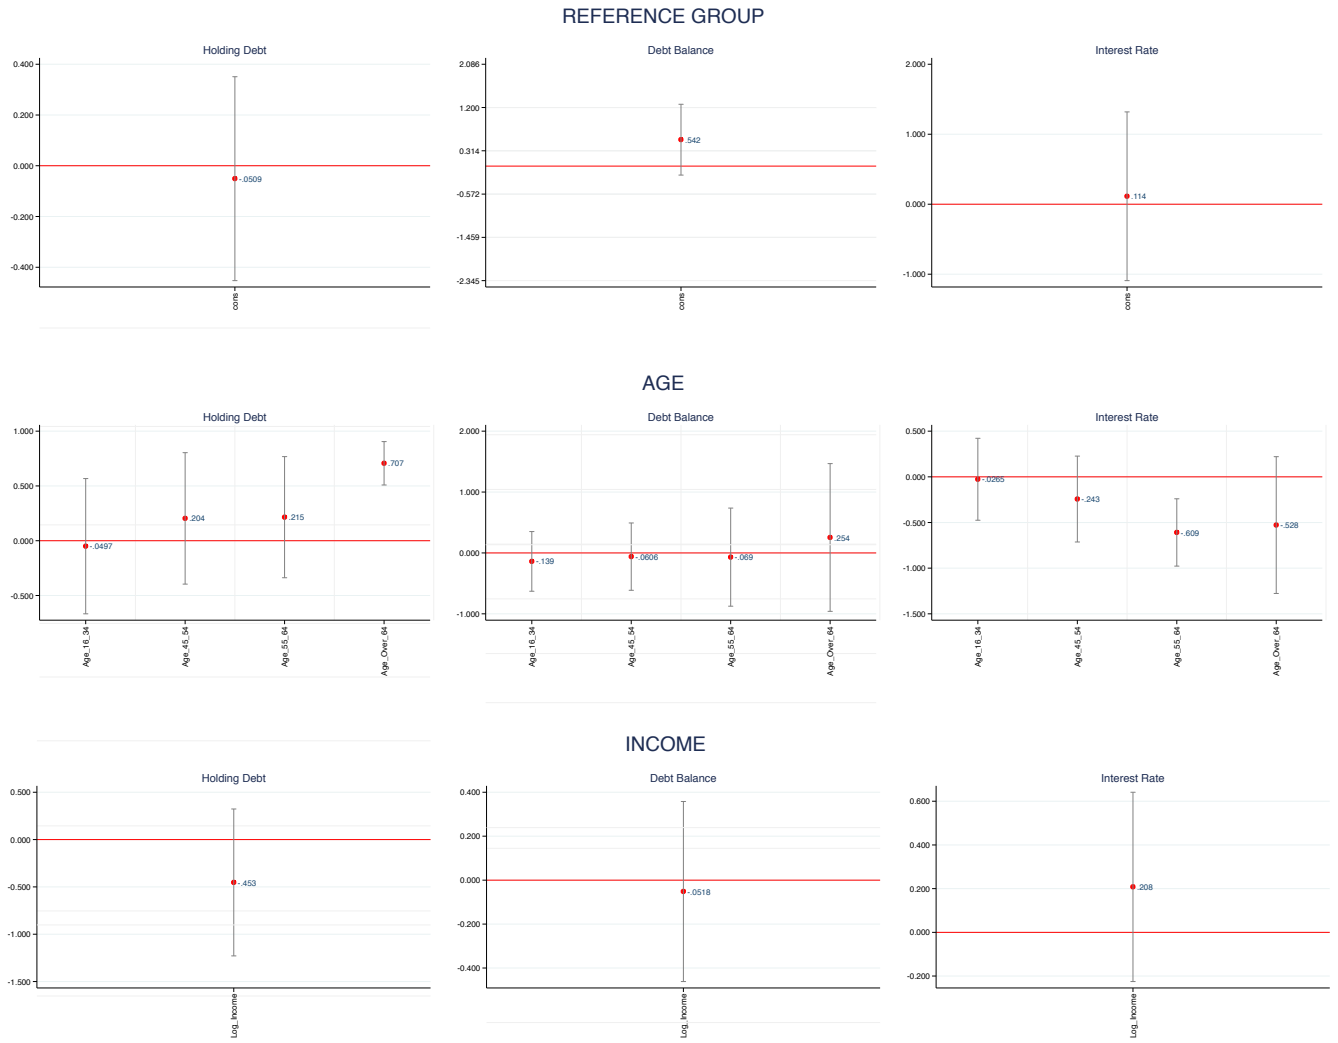 REFERENCE GROUP
Holding Debt
0.400
0.200
0.000
-0.200
-0.400
-.0509
cons
Debt Balance
2.086
1.200
0.314
-0.572
-1.459
-2.345
.542
cons
Interest Rate
2.000
1.000
0.000
-1.000
.114
cons
AGE
Holding Debt
1.000
0.500
0.000
-0.500
-.0497
.204
.215
.707
Age_16_34
Age_45_54
Age_55_64
Age_Over_64
Debt Balance
2.000
1.000
0.000
-1.000
-.139
-.0606
-.069
.254
Age_16_34
Age_45_54
Age_55_64
Age_Over_64
Interest Rate
0.500
0.000
-0.500
-1.000
-1.500
-.0265
-.243
-.609
-.528
Age_16_34
Age_45_54
Age_55_64
Age_Over_64
INCOME
Holding Debt
0.500
0.000
-0.500
-1.000
-1.500
-.453
Log_Income
Debt Balance
0.400
0.200
0.000
-0.200
-0.400
-.0518
Log_Income
Interest Rate
0.600
0.400
0.200
0.000
-0.200
.208
Log_Income